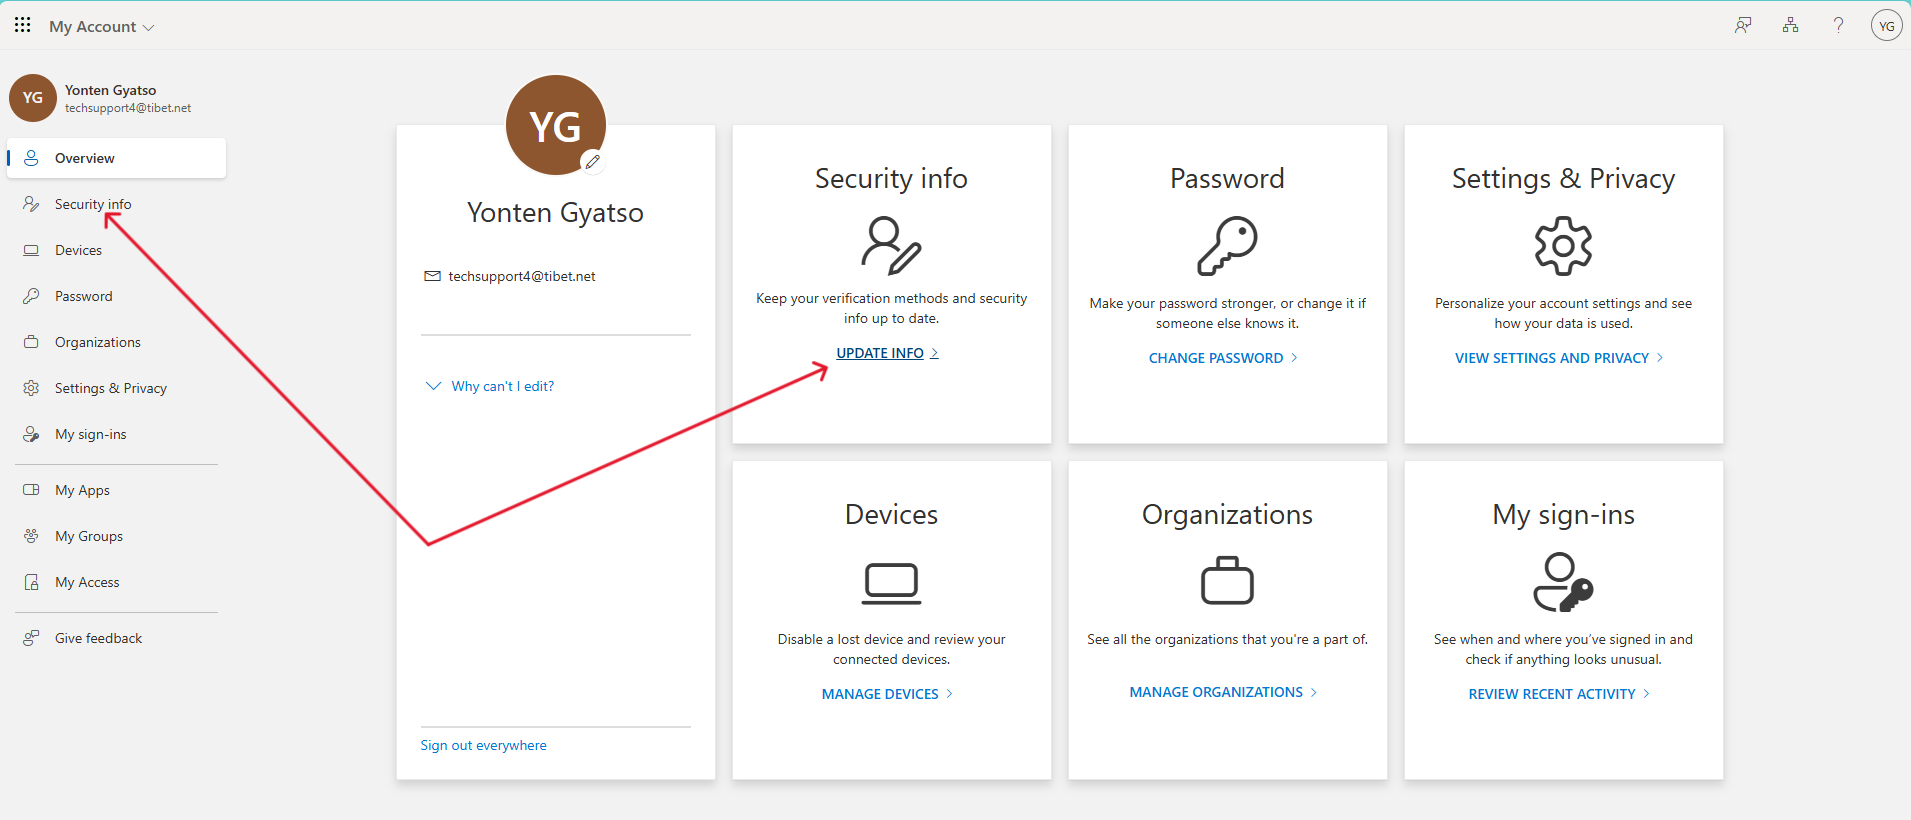 My Account
YG
YG
Yonten Gyatso
techsupport4@tibet.net
Overview
Security info
Devices
Password
Organizations
Settings & Privacy
My sign-ins
My Apps
My Groups
My Access
Give feedback
YG
Yonten Gyatso
techsupport4@tibet.net
Why can't I edit?
Sign out everywhere
Security info
Keep your verification methods and security
info up to date.
UPDATE INFO
Password
Make your password stronger, or change it if
someone else knows it.
CHANGE PASSWORD
Settings & Privacy
Personalize your account settings and see
how your data is used.
VIEW SETTINGS AND PRIVACY
Devices
Disable a lost device and review your
connected devices.
MANAGE DEVICES
Organizations
See all the organizations that you're a part of.
MANAGE ORGANIZATIONS
My sign-ins
See when and where you’ve signed in and
check if anything looks unusual.
REVIEW RECENT ACTIVITY